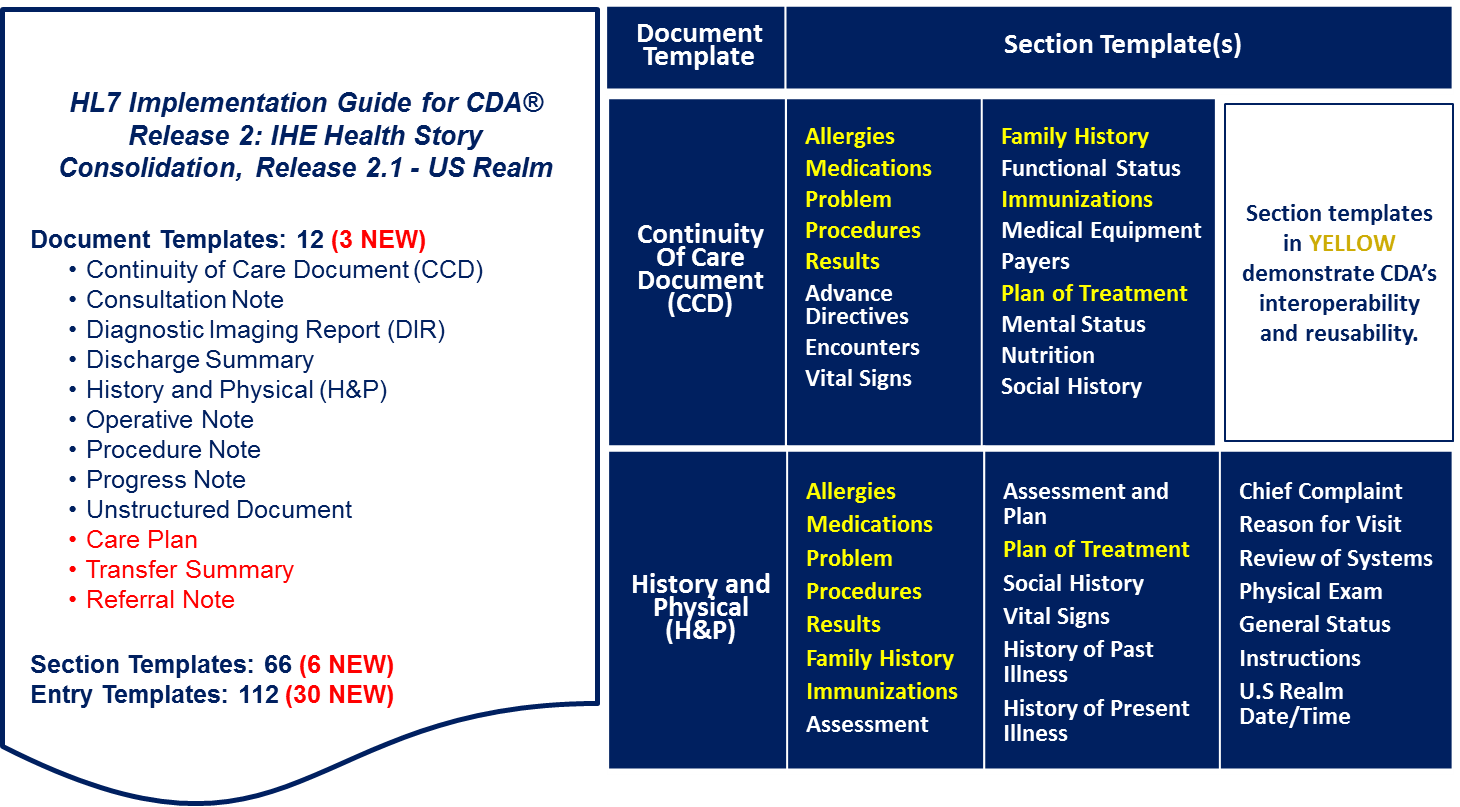 HL7 Implementation Guide for CDA®
Release 2: IHE Health Story
Consolidation, Release 2.1 - US Realm
Document Templates: 12 (3 NEW)
• Continuity of Care Document (CCD)
• Consultation Note
• Diagnostic Imaging Report (DIR)
• Discharge Summary
• History and Physical (H&P)
• Operative Note
• Procedure Note
• Progress Note
• Unstructured Document
• Care Plan
• Transfer Summary
• Referral Note
Section Templates: 66 (6 NEW)
Entry Templates: 112 (30 NEW)
Document
Template
Section Template(s)
Continuity
Of Care
Document
(CCD)
Allergies
Medications
Problem
Procedures
Results
Advance
Directives
Encounters
Vital Signs
Family History
Functional Status
Immunizations
Medical Equipment
Payers
Plan of Treatment
Mental Status
Nutrition
Social History
Section templates
in YELLOW
demonstrate CDA’s
interoperability
and reusability.
History and
Physical
(H&P)
Allergies
Medications
Problem
Procedures
Results
Family History
Immunizations
Assessment
Assessment and
Plan
Plan of Treatment
Social History
Vital Signs
History of Past
Illness
History of Present
Illness
Chief Complaint
Reason for Visit
Review of Systems
Physical Exam
General Status
Instructions
U.S Realm
Date/Time